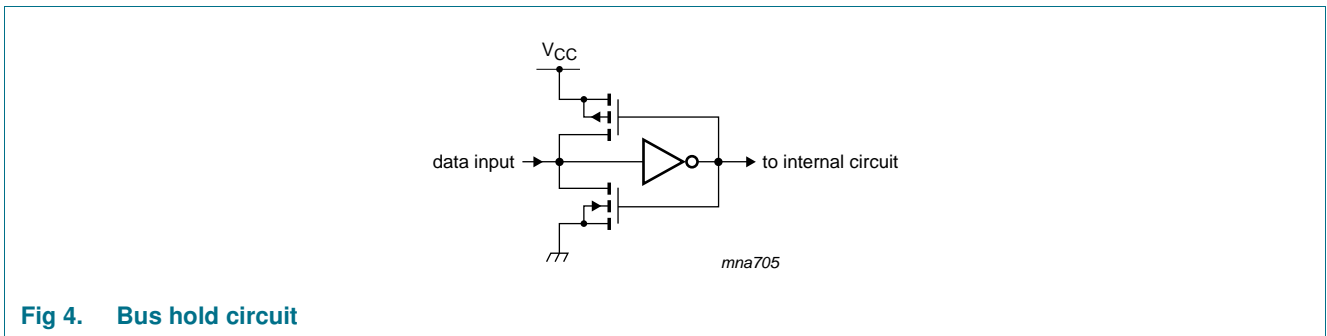 VCC
data input
to internal circuit
mna705
Fig 4. Bus hold circuit